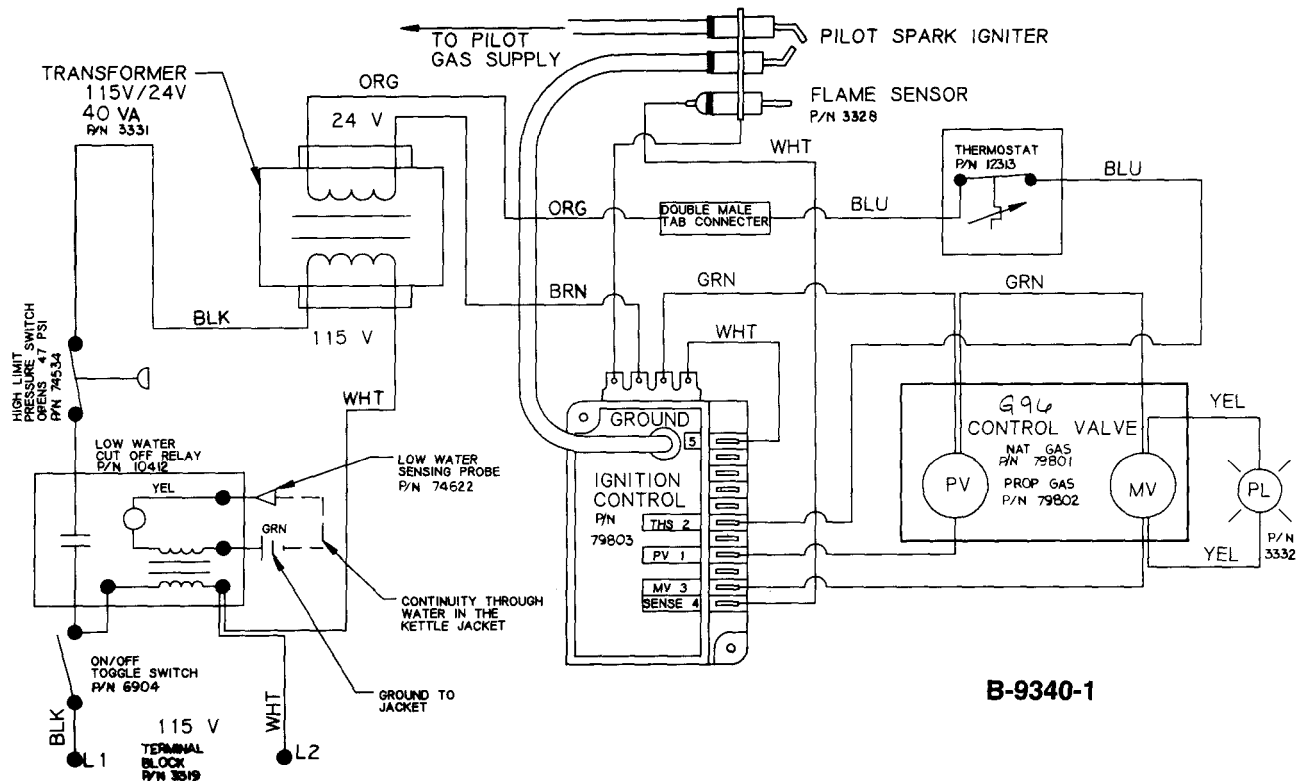 TO PILOT
GAS SUPPLY
PILOT SPARK IGNITER
TRANSFORMER
115V/24V
40 VA
P/N 3331
ORG
24 V
FLAME SENSOR
P/N 3328
WHT
THERMOSTAT
P/N 12313
BLU
ORG
DOUBLE MALE
TAB CONNECTER
BLU
BRN
GRN
GRN
BLK
115 V
WHT
HIGH LIMIT
PRESSURE SWITCH
OPENS 47 PSI
P/N 74534
WHT
GROUND
5
G96
CONTROL VALVE
NAT GAS
P/N 79801
PROP GAS
P/N 79802
PV
MV
YEL
PL
P/N
3332
YEL
LOW WATER
CUT OFF RELAY
P/N 10412
YEL
GRN
LOW WATER
SENSING PROBE
P/N 74622
IGNITION
CONTROL
P/N
79803
THS 2
PV 1
MV 3
SENSE 4
CONTINUITY THROUGH
WATER IN THE
KETTLE JACKET
ON/OFF
TOGGLE SWITCH
P/N 6904
GROUND TO
JACKET
BLK
WHT
115 V
TERMINAL
BLOCK
P/N 3519
L1
L2
B-9340-1